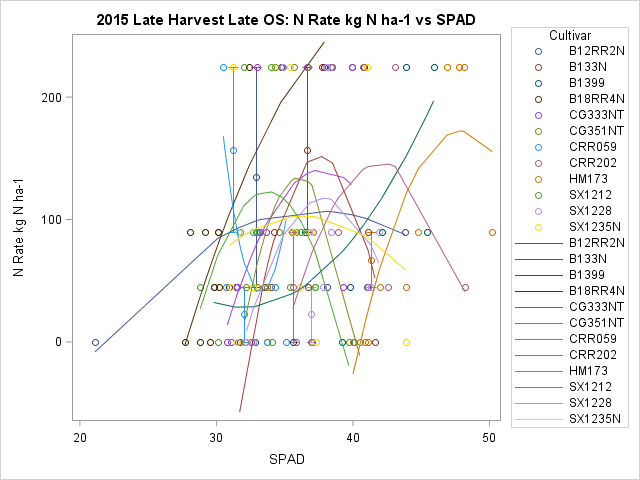 2015 Late Harvest Late OS: N Rate kg N ha-1 vs SPAD
Cultivar
B12RR2N
B133N
B1399
B18RR4N
CG333NT
CG351NT
CRR059
CRR202
HM173
SX1212
SX1228
SX1235N
B12RR2N
B133N
B1399
B18RR4N
CG333NT
CG351NT
CRR059
CRR202
HM173
SX1212
SX1228
SX1235N
N Rate kg N ha-1
200
100
0
20
30
40
50
SPAD